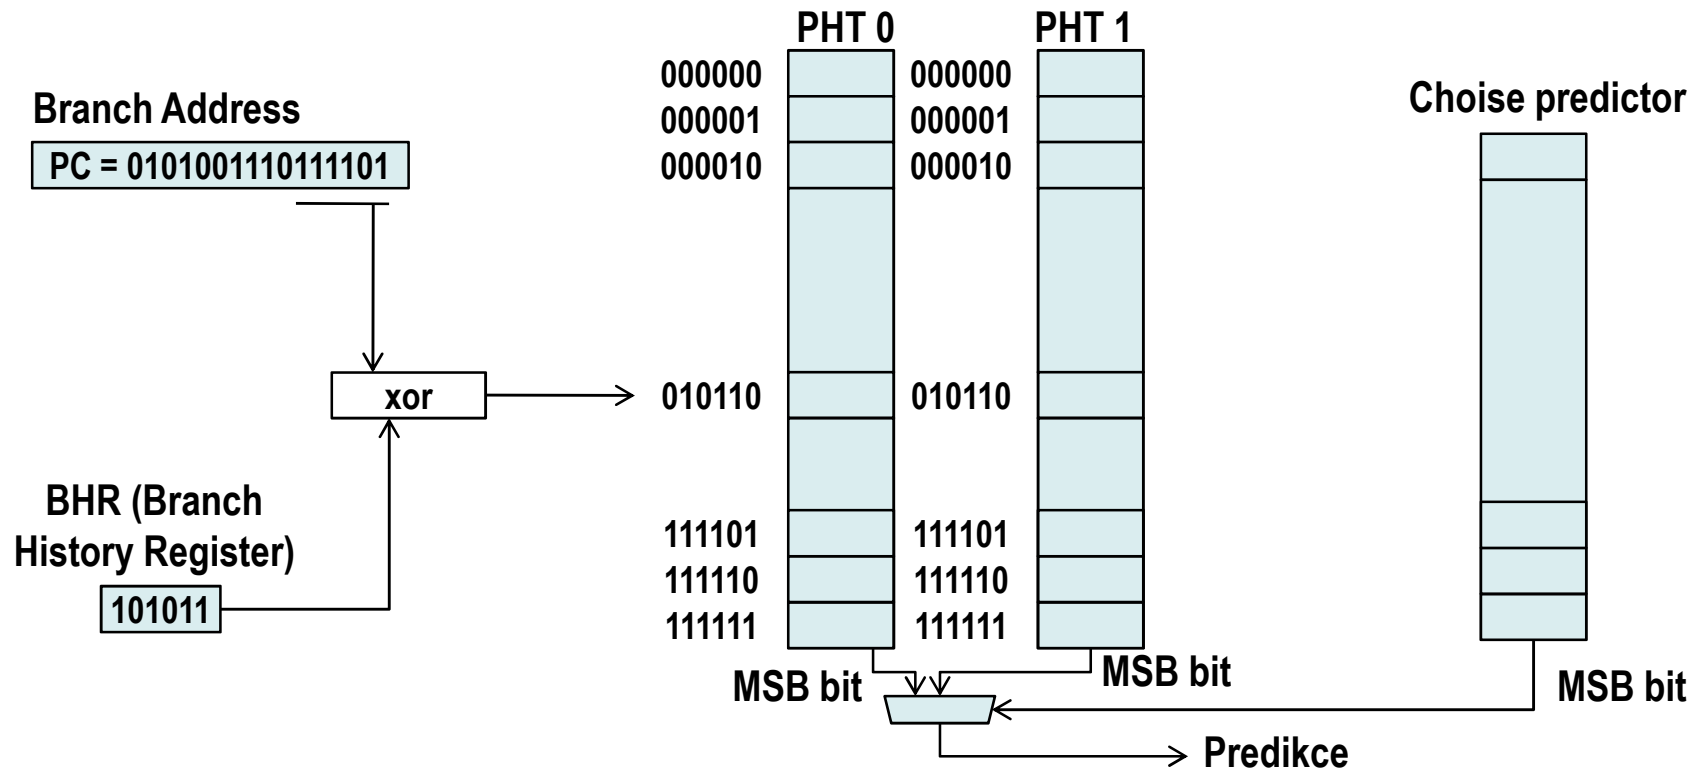 PHT 0
PHT 1
Branch Address
PC = 0101001110111101
000000
000001
000010
000000
000001
000010
Choise predictor
xor
010110
010110
BHR (Branch
History Register)
101011
111101
111110
111111
111101
111110
111111
MSB bit
MSB bit
MSB bit
Predikce